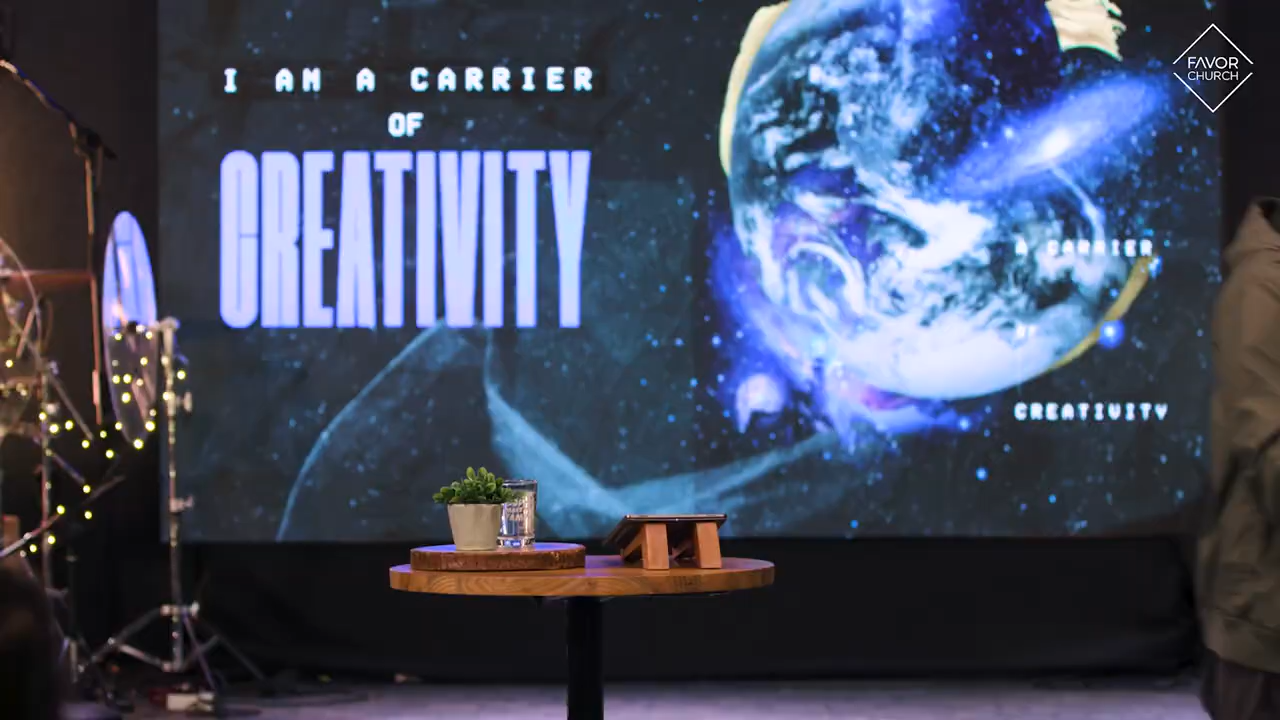 I AM A CARRIER
OF
CREATIVITY
FAVOR
CHURCH
A CARRIER
CREATIVITY